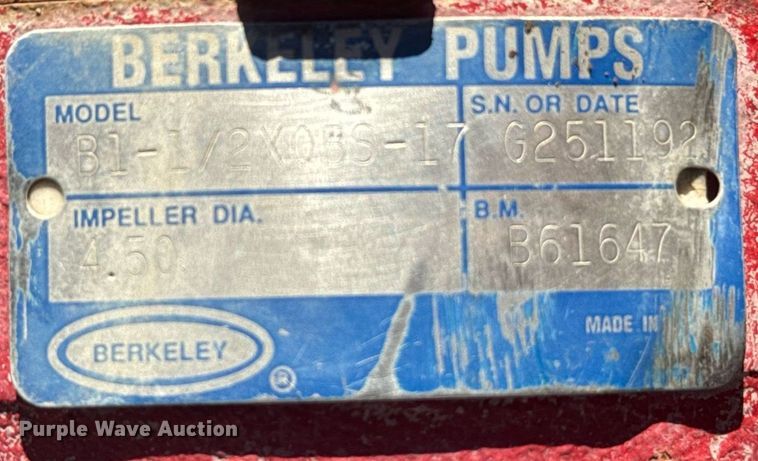 BERKELEY PUMPS
MODEL
B1-1/2XQBS-17
S.N. OR DATE
G251192
IMPELLER DIA.
4.50
B.M.
B61647
MADE IN
BERKELEY
®
Purple Wave Auction